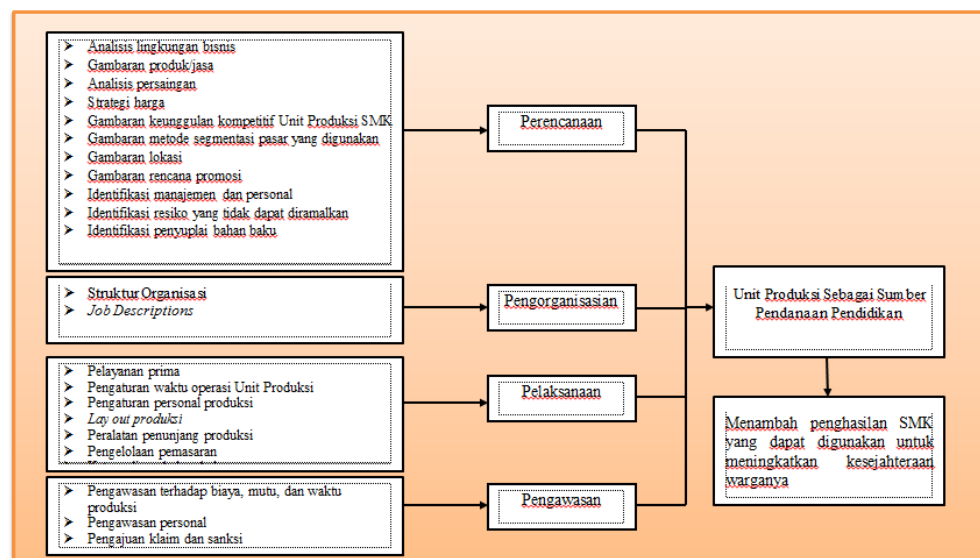 Analisis lingkungan bisnis
Gambaran produk/jasa
Analisis persaingan
Strategi harga
Gambaran keunggulan kompetitif Unit Produksi SMK
Gambaran metode segmentasi pasar yang digunakan
Gambaran lokasi
Gambaran rencana promosi
Identifikasi manajemen dan personal
Identifikasi resiko yang tidak dapat diramalkan
Identifikasi penyuplai bahan baku
Perencanaan
Struktur Organisasi
Job Descriptions
Pengorganisasian
Pelayanan prima
Pengaturan waktu operasi Unit Produksi
Pengaturan personal produksi
Lay out produksi
Peralatan penunjang produksi
Pengelolaan pemasaran
Pelaksanaan
Pengawasan terhadap biaya, mutu, dan waktu
produksi
Pengawasan personal
Pengajuan klaim dan sanksi
Pengawasan
Unit Produksi Sebagai Sumber
Pendanaan Pendidikan
Menambah penghasilan SMK
yang dapat digunakan untuk
meningkatkan kesejahteraan
warganya